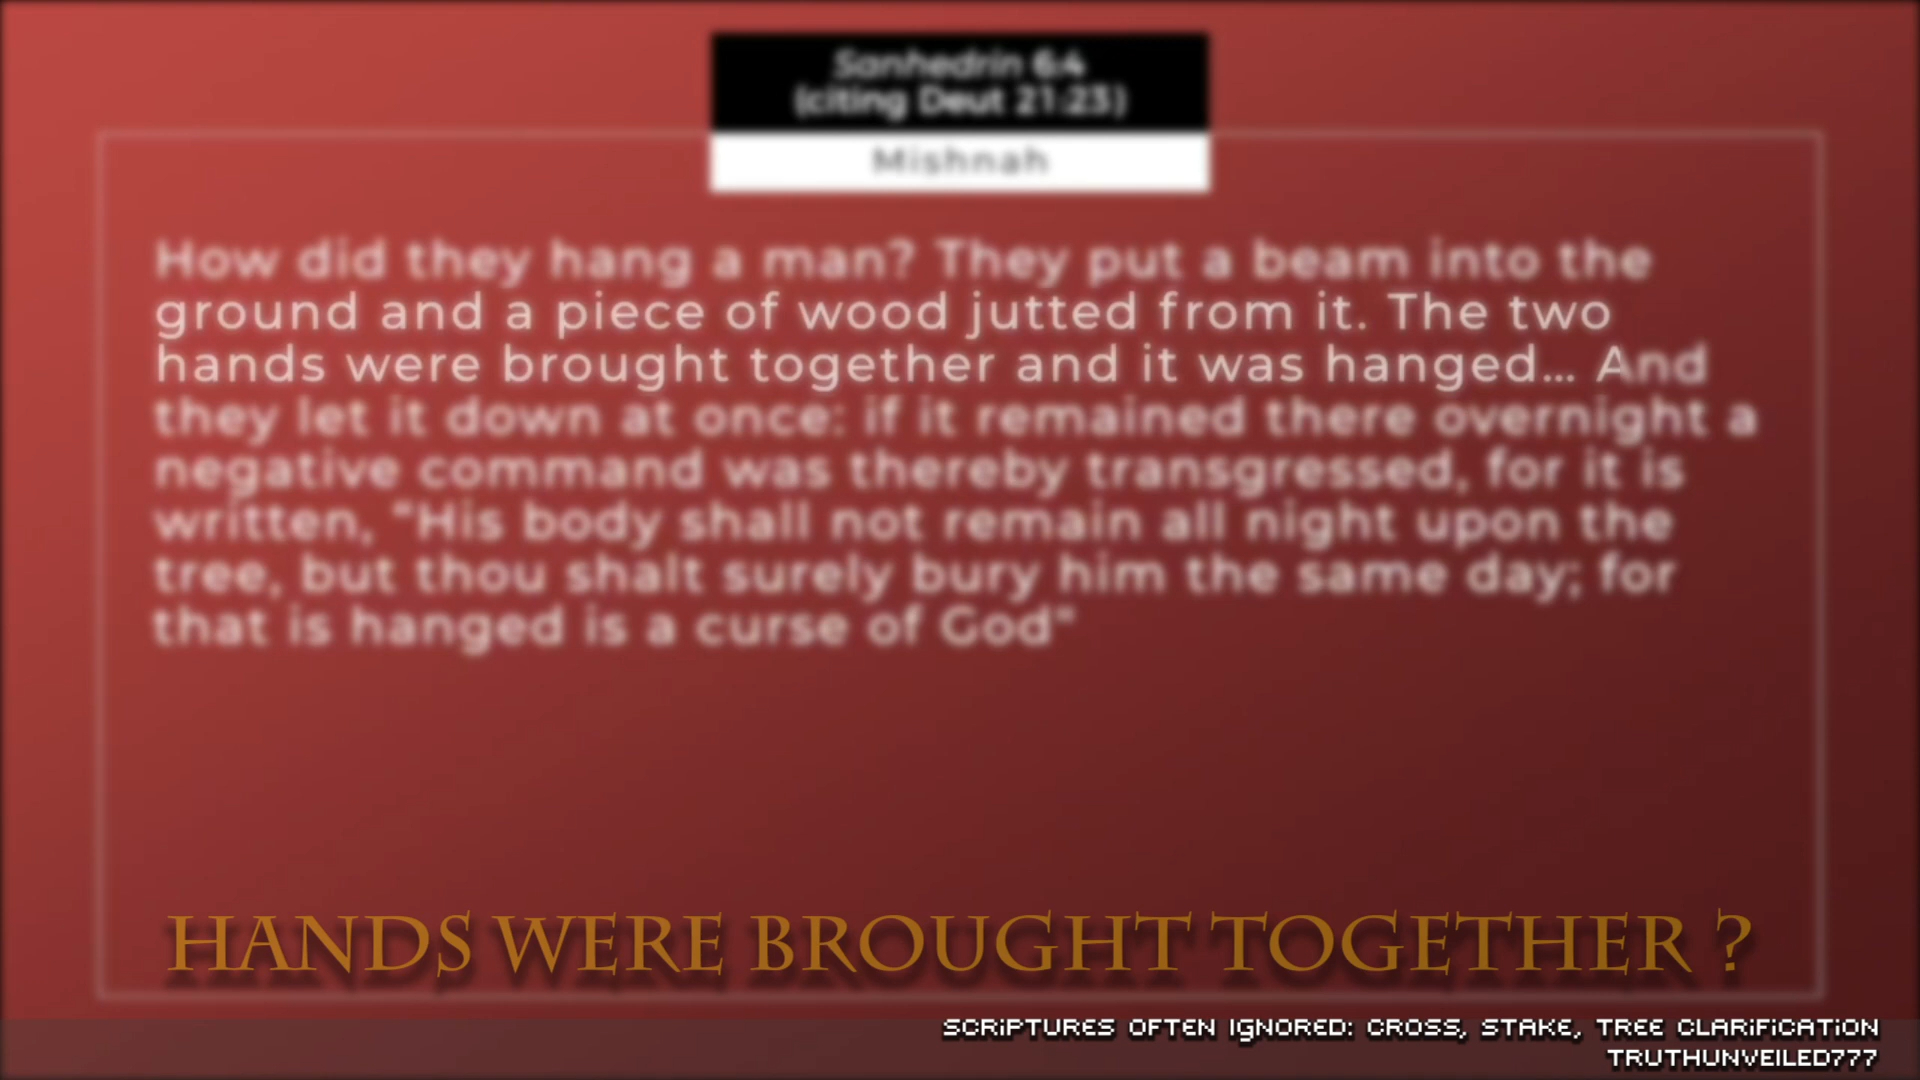 Sanhedrin 6:4
(citing Deut 21:23)
Mishnah
How did they hang a man? They put a beam into the
ground and a piece of wood jutted from it. The two
hands were brought together and it was hanged... And
they let it down at once: if it remained there overnight a
negative command was thereby transgressed, for it is
written, "His body shall not remain all night upon the
tree, but thou shalt surely bury him the same day; for
that is hanged is a curse of God"
HANDS WERE BROUGHT TOGETHER ?
SCRIPTURES OFTEN IGNORED: CROSS, STAKE, TREE CLARIFICATION
TRUTHUNVEILED777